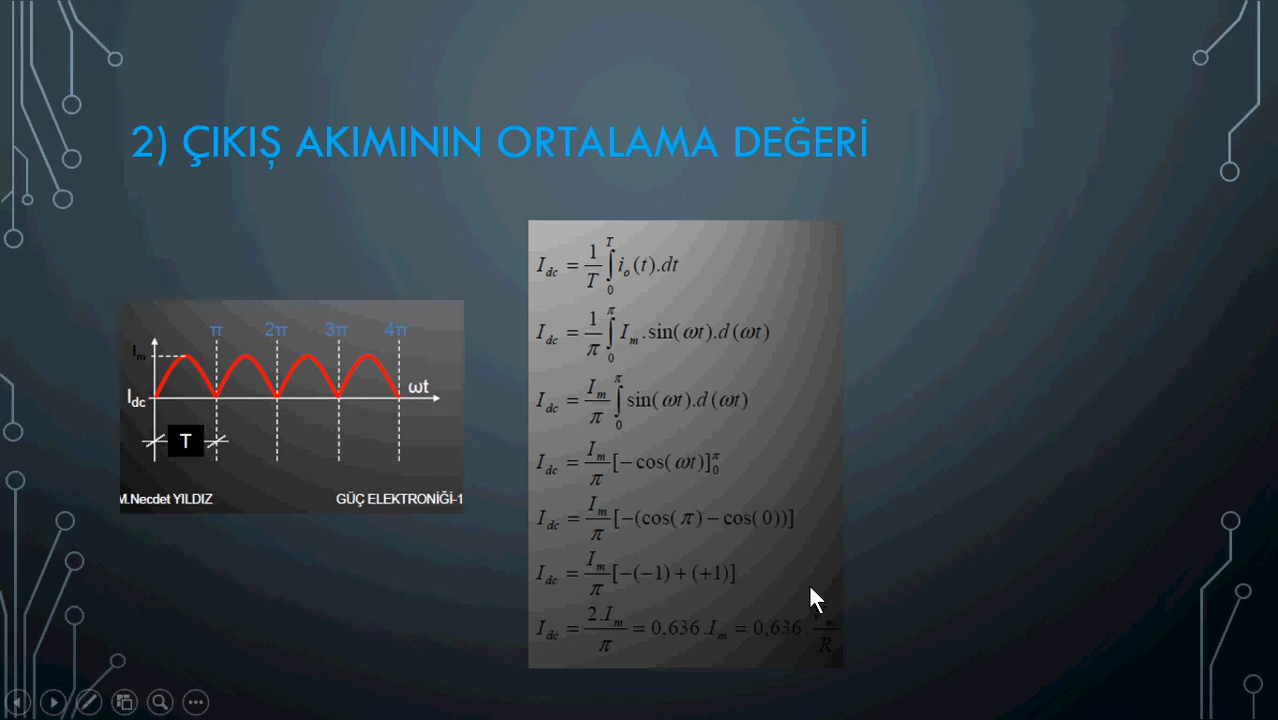 2) ÇIKIŞ AKIMININ ORTALAMA DEĞERİ
π 2π 3π 4π
Im
Idc
ωt
T
M.Necdet YILDIZ GÜÇ ELEKTRONİĞİ-1
I_dc = 1/T ∫₀^T i_o(t).dt
I_dc = 1/π ∫₀^π I_m.sin(ωt).d(ωt)
I_dc = I_m/π ∫₀^π sin(ωt).d(ωt)
I_dc = I_m/π [−cos(ωt)]₀^π
I_dc = I_m/π [−(cos(π)−cos(0))]
I_dc = I_m/π [−(−1)+(+1)]
I_dc = 2.I_m/π = 0,636.I_m = 0,636. /R